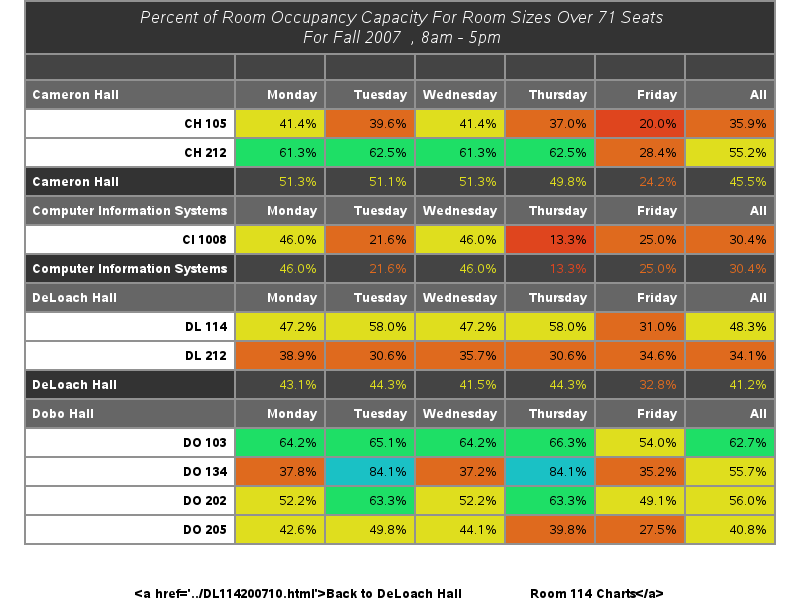 Percent of Room Occupancy Capacity For Room Sizes Over 71 Seats
For Fall 2007 , 8am - 5pm
Cameron Hall Monday Tuesday Wednesday Thursday Friday All
CH 105 41.4% 39.6% 41.4% 37.0% 20.0% 35.9%
CH 212 61.3% 62.5% 61.3% 62.5% 28.4% 55.2%
Cameron Hall 51.3% 51.1% 51.3% 49.8% 24.2% 45.5%
Computer Information Systems Monday Tuesday Wednesday Thursday Friday All
CI 1008 46.0% 21.6% 46.0% 13.3% 25.0% 30.4%
Computer Information Systems 46.0% 21.6% 46.0% 13.3% 25.0% 30.4%
DeLoach Hall Monday Tuesday Wednesday Thursday Friday All
DL 114 47.2% 58.0% 47.2% 58.0% 31.0% 48.3%
DL 212 38.9% 30.6% 35.7% 30.6% 34.6% 34.1%
DeLoach Hall 43.1% 44.3% 41.5% 44.3% 32.8% 41.2%
Dobo Hall Monday Tuesday Wednesday Thursday Friday All
DO 103 64.2% 65.1% 64.2% 66.3% 54.0% 62.7%
DO 134 37.8% 84.1% 37.2% 84.1% 35.2% 55.7%
DO 202 52.2% 63.3% 52.2% 63.3% 49.1% 56.0%
DO 205 42.6% 49.8% 44.1% 39.8% 27.5% 40.8%
<a href='../DL114200710.html'>Back to DeLoach Hall Room 114 Charts</a>